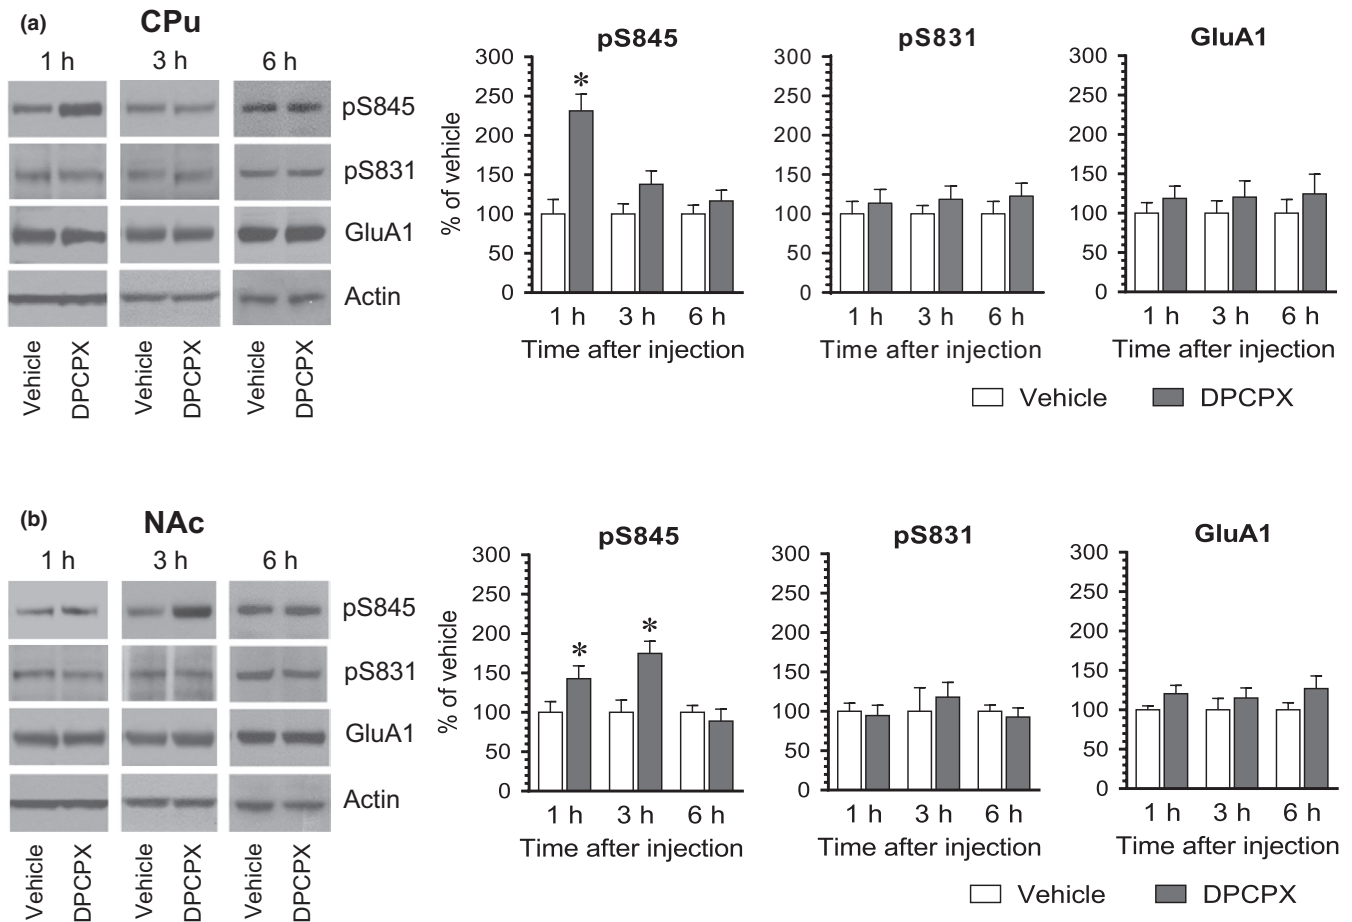 (a) CPu
1 h 3 h 6 h
pS845
pS831
GluA1
Actin
Vehicle DPCPX Vehicle DPCPX Vehicle DPCPX
pS845
% of vehicle
300
250
200
150
100
50
0
*
1 h 3 h 6 h
Time after injection
pS831
300
250
200
150
100
50
0
1 h 3 h 6 h
Time after injection
GluA1
300
250
200
150
100
50
0
1 h 3 h 6 h
Time after injection
Vehicle DPCPX
(b) NAc
1 h 3 h 6 h
pS845
pS831
GluA1
Actin
Vehicle DPCPX Vehicle DPCPX Vehicle DPCPX
pS845
% of vehicle
300
250
200
150
100
50
0
* *
1 h 3 h 6 h
Time after injection
pS831
300
250
200
150
100
50
0
1 h 3 h 6 h
Time after injection
GluA1
300
250
200
150
100
50
0
1 h 3 h 6 h
Time after injection
Vehicle DPCPX